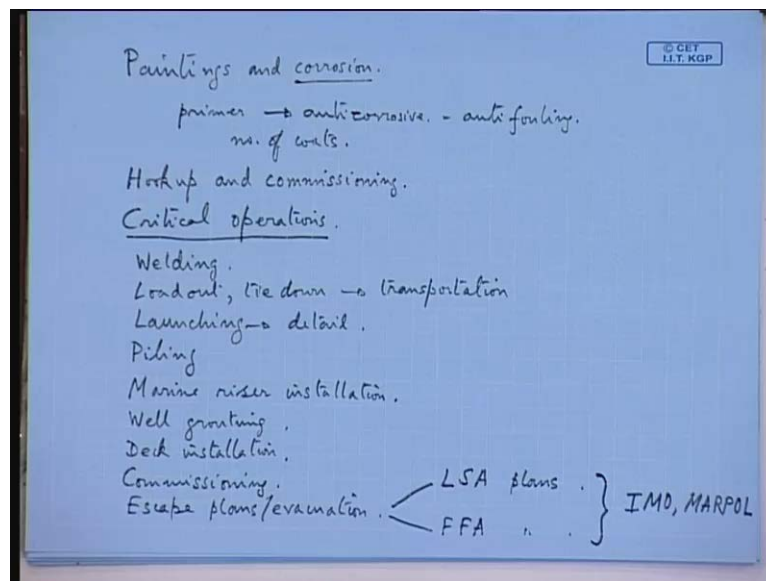 © CET
I.I.T. KGP
Paintings and corrosion.
primer → anticorrosive. - antifouling.
no. of coats.
Hookup and commissioning.
Critical operations.
Welding.
Loadout, tie down → transportation
Launching → detail.
Piling
Marine riser installation.
Well grouting.
Deck installation.
Commissioning.
Escape plans/evacuation.
LSA plans.
FFA " .
IMO, MARPOL